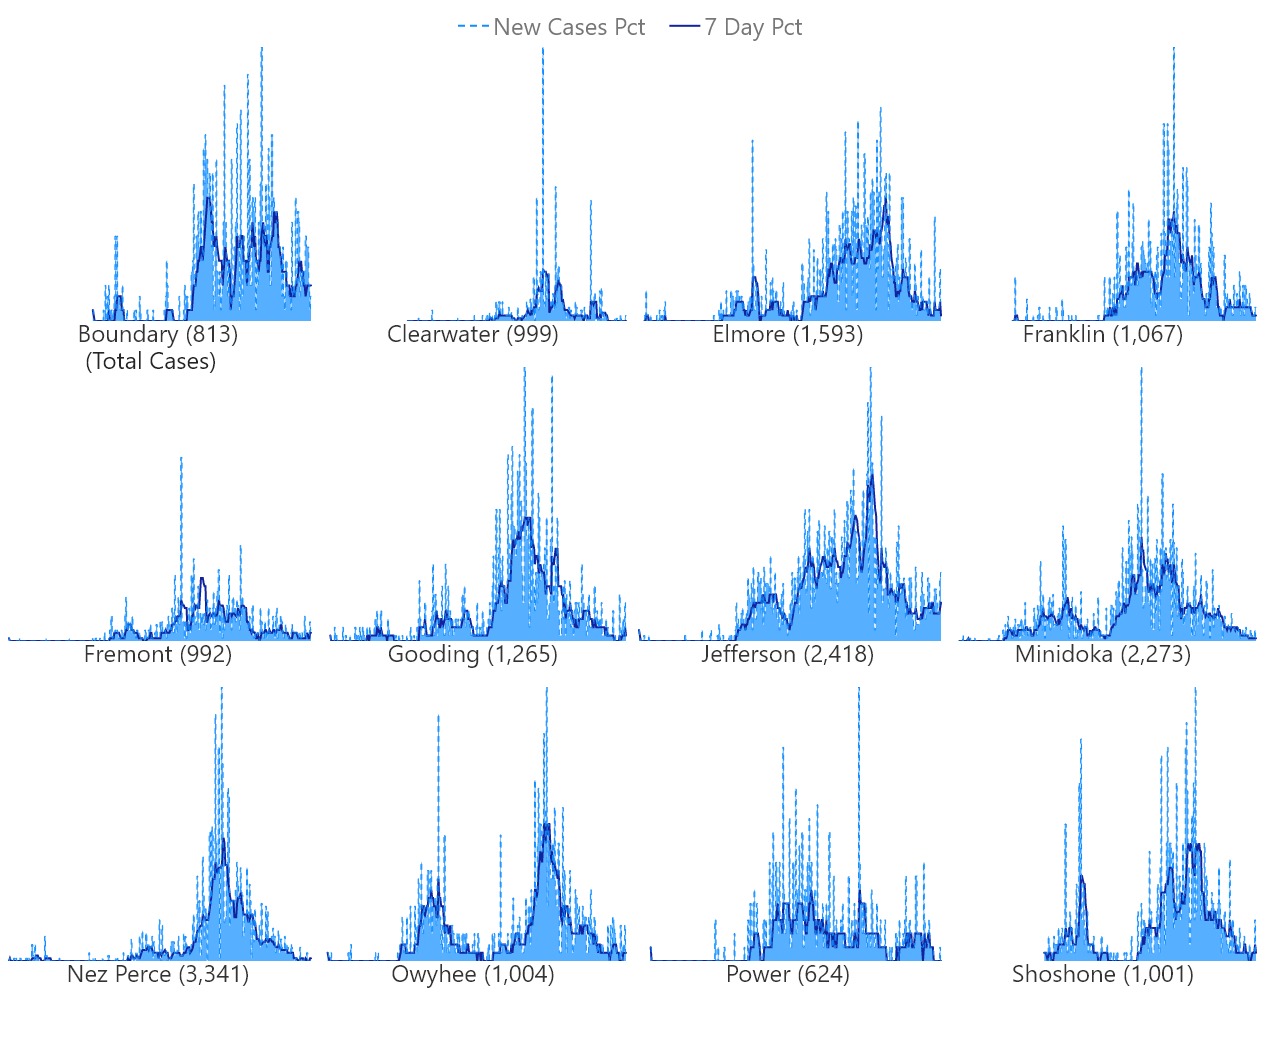 New Cases Pct 7 Day Pct
Boundary (813)
(Total Cases)
Clearwater (999)
Elmore (1,593)
Franklin (1,067)
Fremont (992)
Gooding (1,265)
Jefferson (2,418)
Minidoka (2,273)
Nez Perce (3,341)
Owyhee (1,004)
Power (624)
Shoshone (1,001)